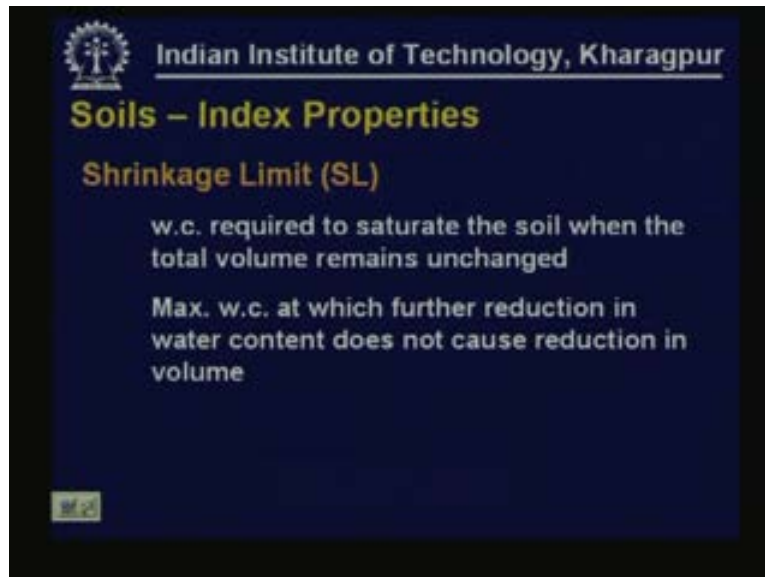 Indian Institute of Technology, Kharagpur
Soils – Index Properties
Shrinkage Limit (SL)
w.c. required to saturate the soil when the
total volume remains unchanged
Max. w.c. at which further reduction in
water content does not cause reduction in
volume